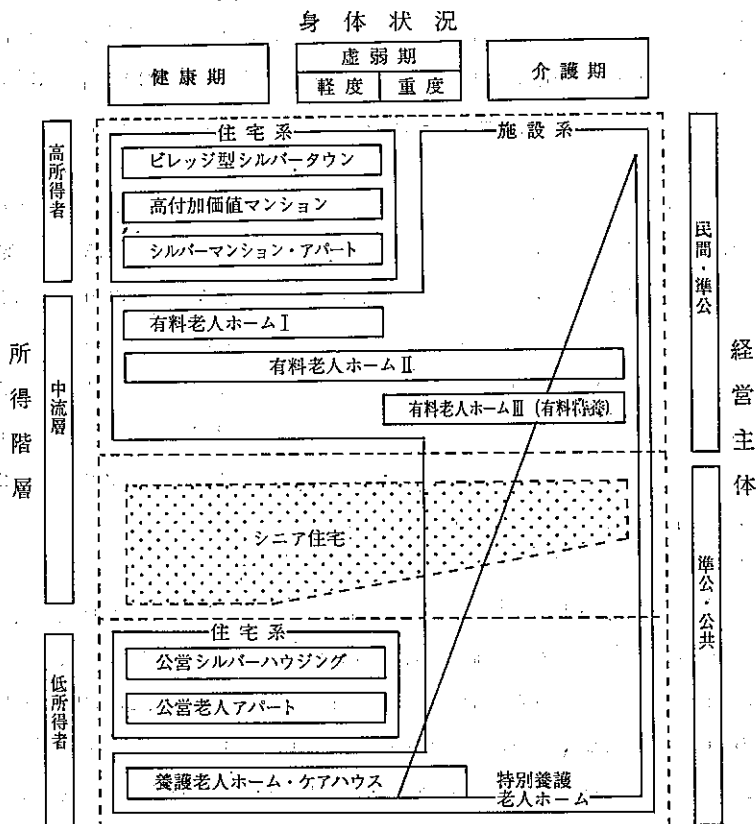 身体状況
健康期
虚弱期
軽度
重度
介護期
高所得者
中流層
低所得者
所得階層
住宅系
ビレッジ型シルバータウン
高付加価値マンション
シルバーマンション・アパート
施設系
有料老人ホームⅠ
有料老人ホームⅡ
有料老人ホームⅢ(有料
シニア住宅
住宅系
公営シルバーハウジング
公営老人アパート
養護老人ホーム・ケアハウス
特別養護
老人ホーム
民間・準公
準公・公共
経営主体